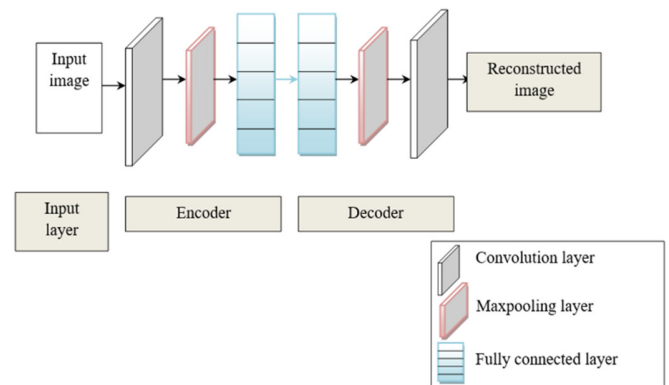 Input
image
Reconstructed
image
Input
layer
Encoder
Decoder
Convolution layer
Maxpooling layer
Fully connected layer